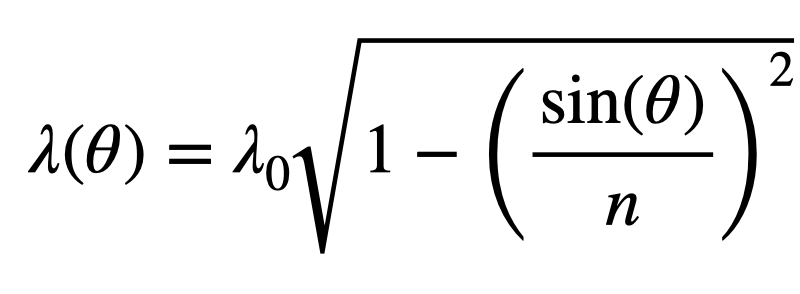 λ(θ) = λ₀√(1 − (sin(θ)/n)²)